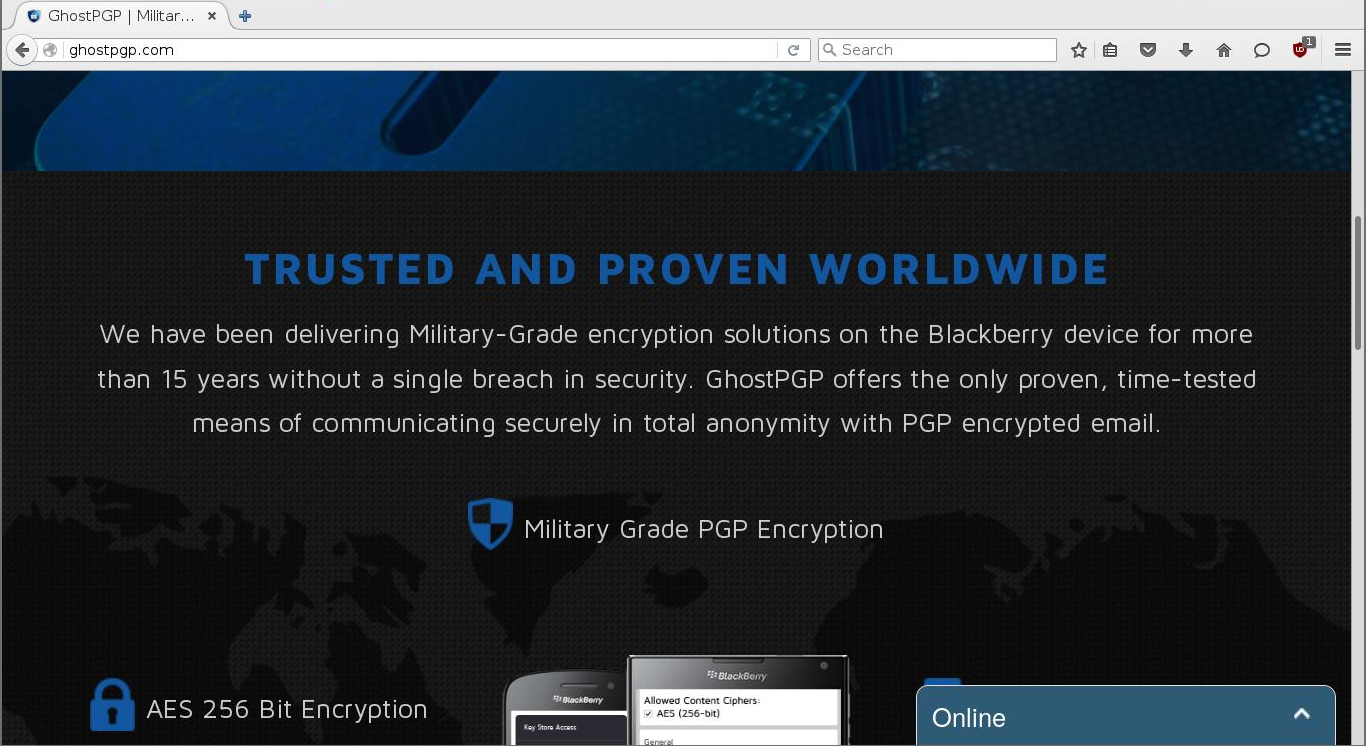 GhostPGP | Militar...
ghostpgp.com
Search
1
TRUSTED AND PROVEN WORLDWIDE
We have been delivering Military-Grade encryption solutions on the Blackberry device for more
than 15 years without a single breach in security. GhostPGP offers the only proven, time-tested
means of communicating securely in total anonymity with PGP encrypted email.
Military Grade PGP Encryption
AES 256 Bit Encryption
BlackBerry
Key Store Access
BlackBerry
Allowed Content Ciphers:
AES (256-bit)
General
Online